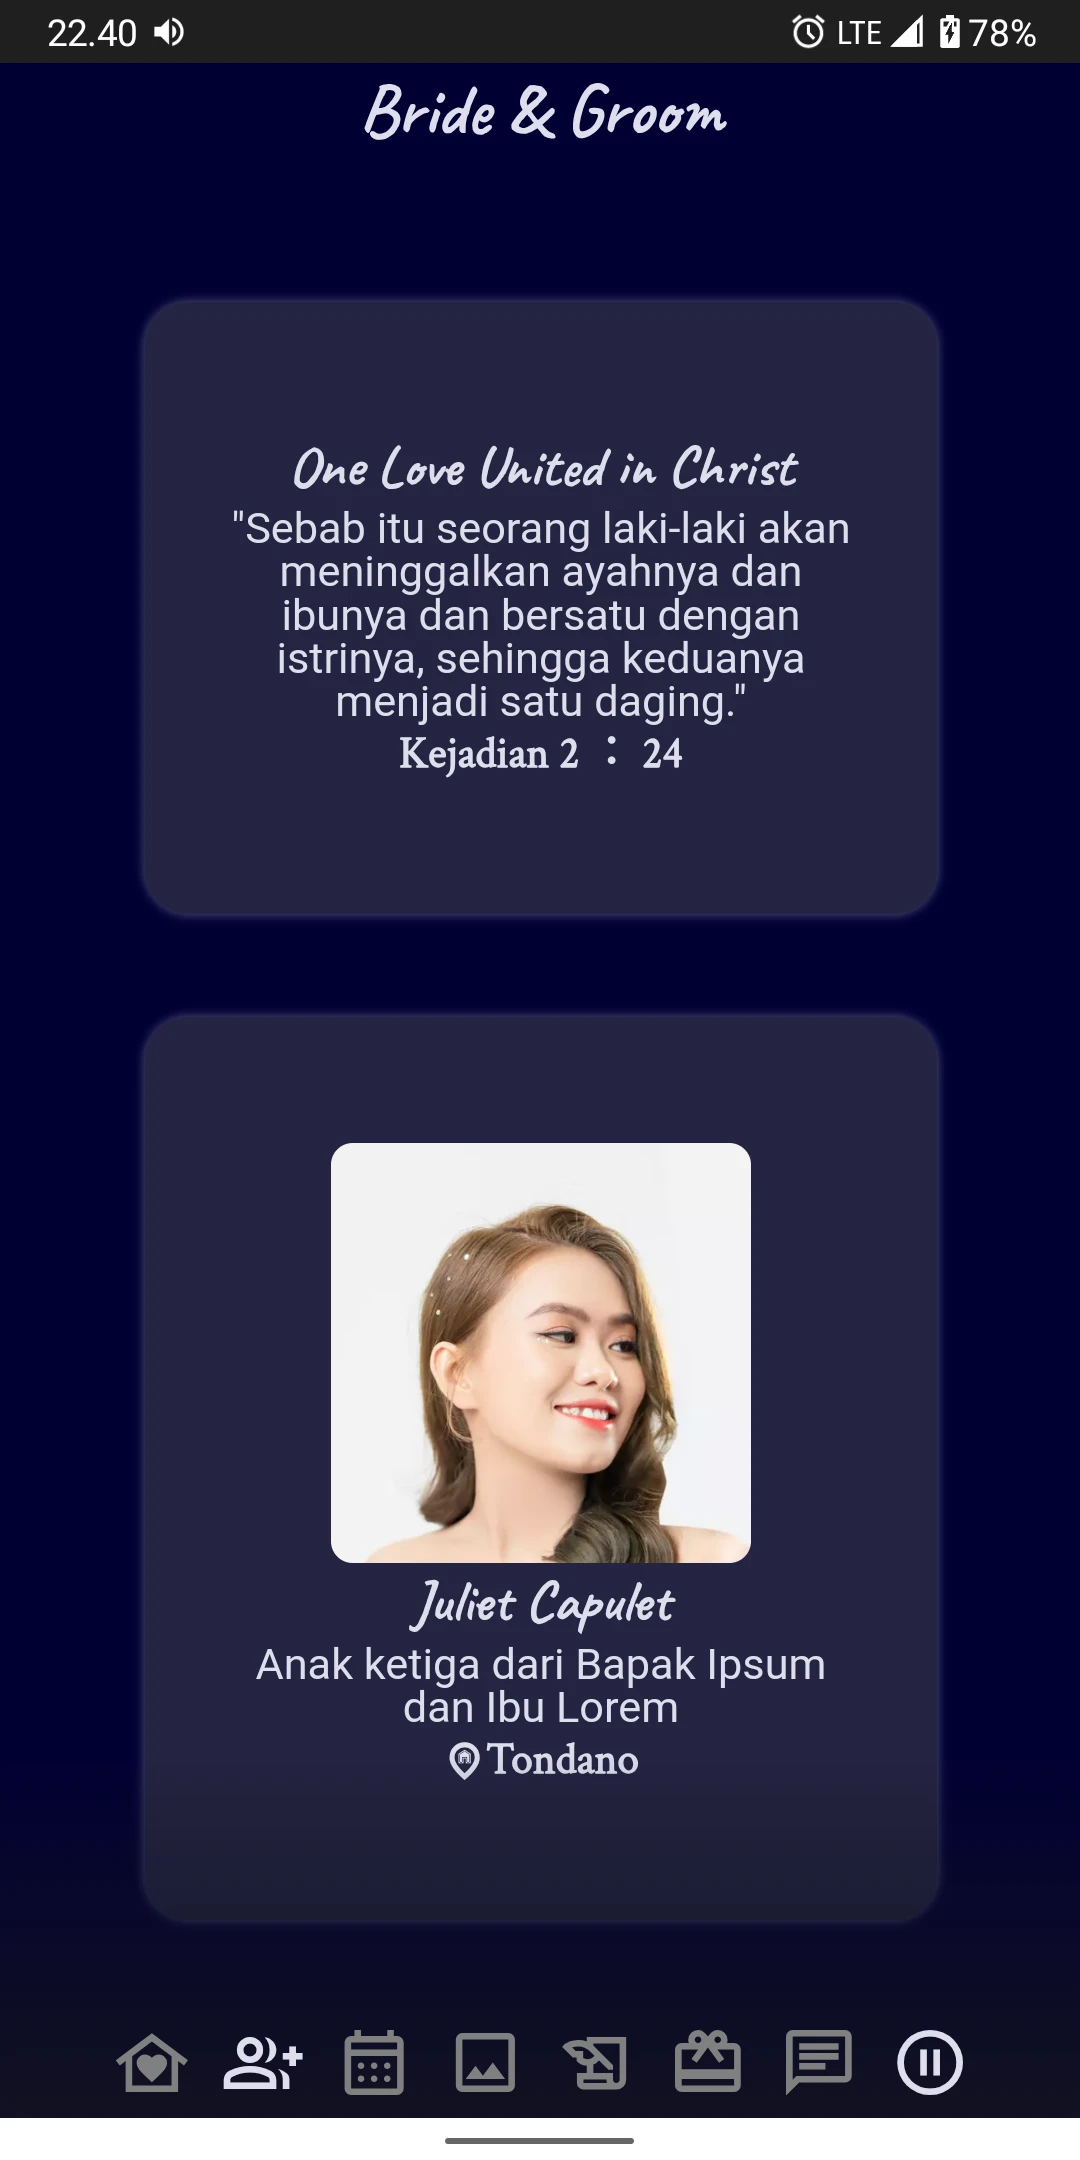 22.40
LTE 78%
Bride & Groom
One Love United in Christ
"Sebab itu seorang laki-laki akan
meninggalkan ayahnya dan
ibunya dan bersatu dengan
istrinya, sehingga keduanya
menjadi satu daging."
Kejadian 2 : 24
Juliet Capulet
Anak ketiga dari Bapak Ipsum
dan Ibu Lorem
Tondano